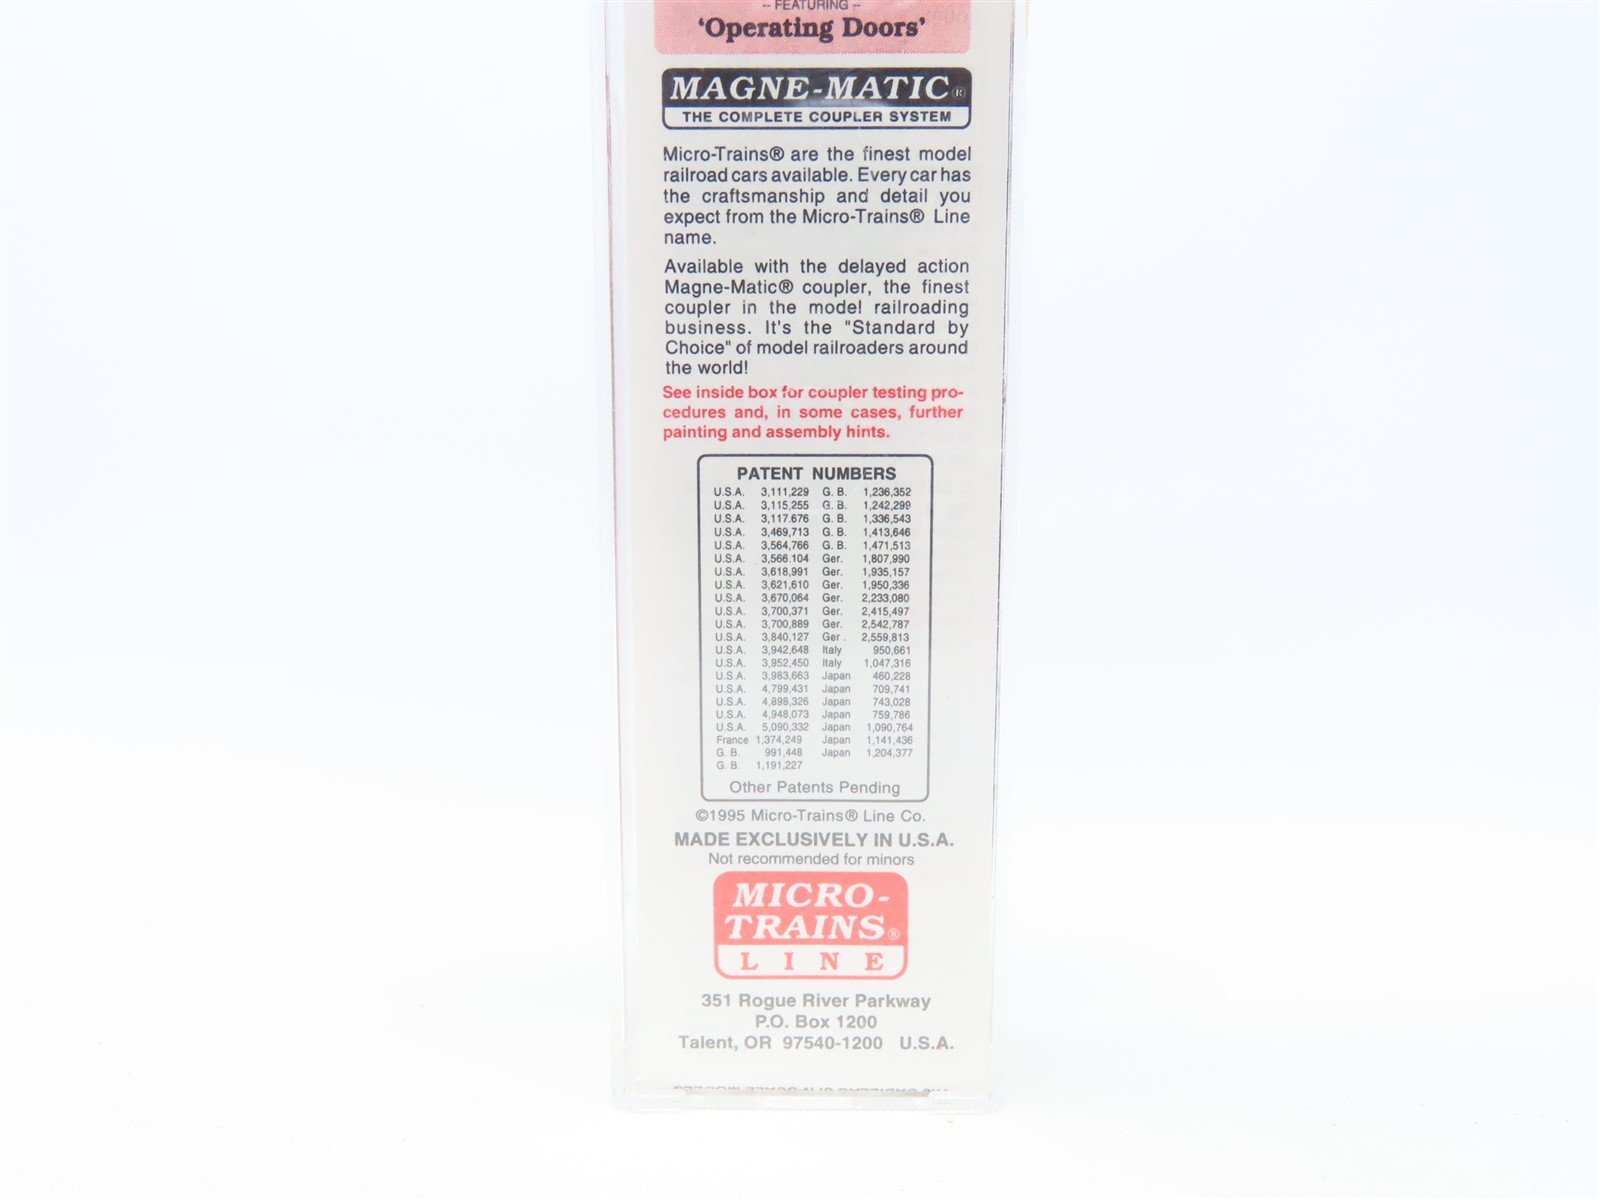 -- FEATURING --
'Operating Doors'
MAGNE-MATIC®
THE COMPLETE COUPLER SYSTEM
Micro-Trains® are the finest model
railroad cars available. Every car has
the craftsmanship and detail you
expect from the Micro-Trains® Line
name.
Available with the delayed action
Magne-Matic® coupler, the finest
coupler in the model railroading
business. It's the "Standard by
Choice" of model railroaders around
the world!
See inside box for coupler testing pro-
cedures and, in some cases, further
painting and assembly hints.
PATENT NUMBERS
U.S.A. 3,111,229 G. B. 1,236,352
U.S.A. 3,115,255 G. B. 1,242,299
U.S.A. 3,117.676 G. B. 1,336,543
U.S.A. 3,469,713 G. B. 1,413,646
U.S.A. 3,564,766 G. B. 1,471,513
U.S.A. 3,566.104 Ger. 1,807,990
U.S.A. 3,618,991 Ger. 1,935,157
U.S.A. 3,621,610 Ger. 1,950,336
U.S.A. 3,670,064 Ger. 2,233,080
U.S.A. 3,700,371 Ger. 2,415,497
U.S.A. 3,700,889 Ger. 2,542,787
U.S.A. 3,840,127 Ger . 2,559,813
U.S.A. 3,942,648 Italy 950,661
U.S.A. 3,952,450 Italy 1,047,316
U.S.A. 3,983,663 Japan 460,228
U.S.A. 4,799,431 Japan 709,741
U.S.A. 4,898,326 Japan 743,028
U.S.A. 4,948,073 Japan 759,786
U.S.A. 5,090,332 Japan 1,090,764
France 1,374,249 Japan 1,141,436
G. B. 991,448 Japan 1,204,377
G. B. 1,191,227
Other Patents Pending
©1995 Micro-Trains® Line Co.
MADE EXCLUSIVELY IN U.S.A.
Not recommended for minors
MICRO-
TRAINS®
LINE
351 Rogue River Parkway
P.O. Box 1200
Talent, OR 97540-1200 U.S.A.